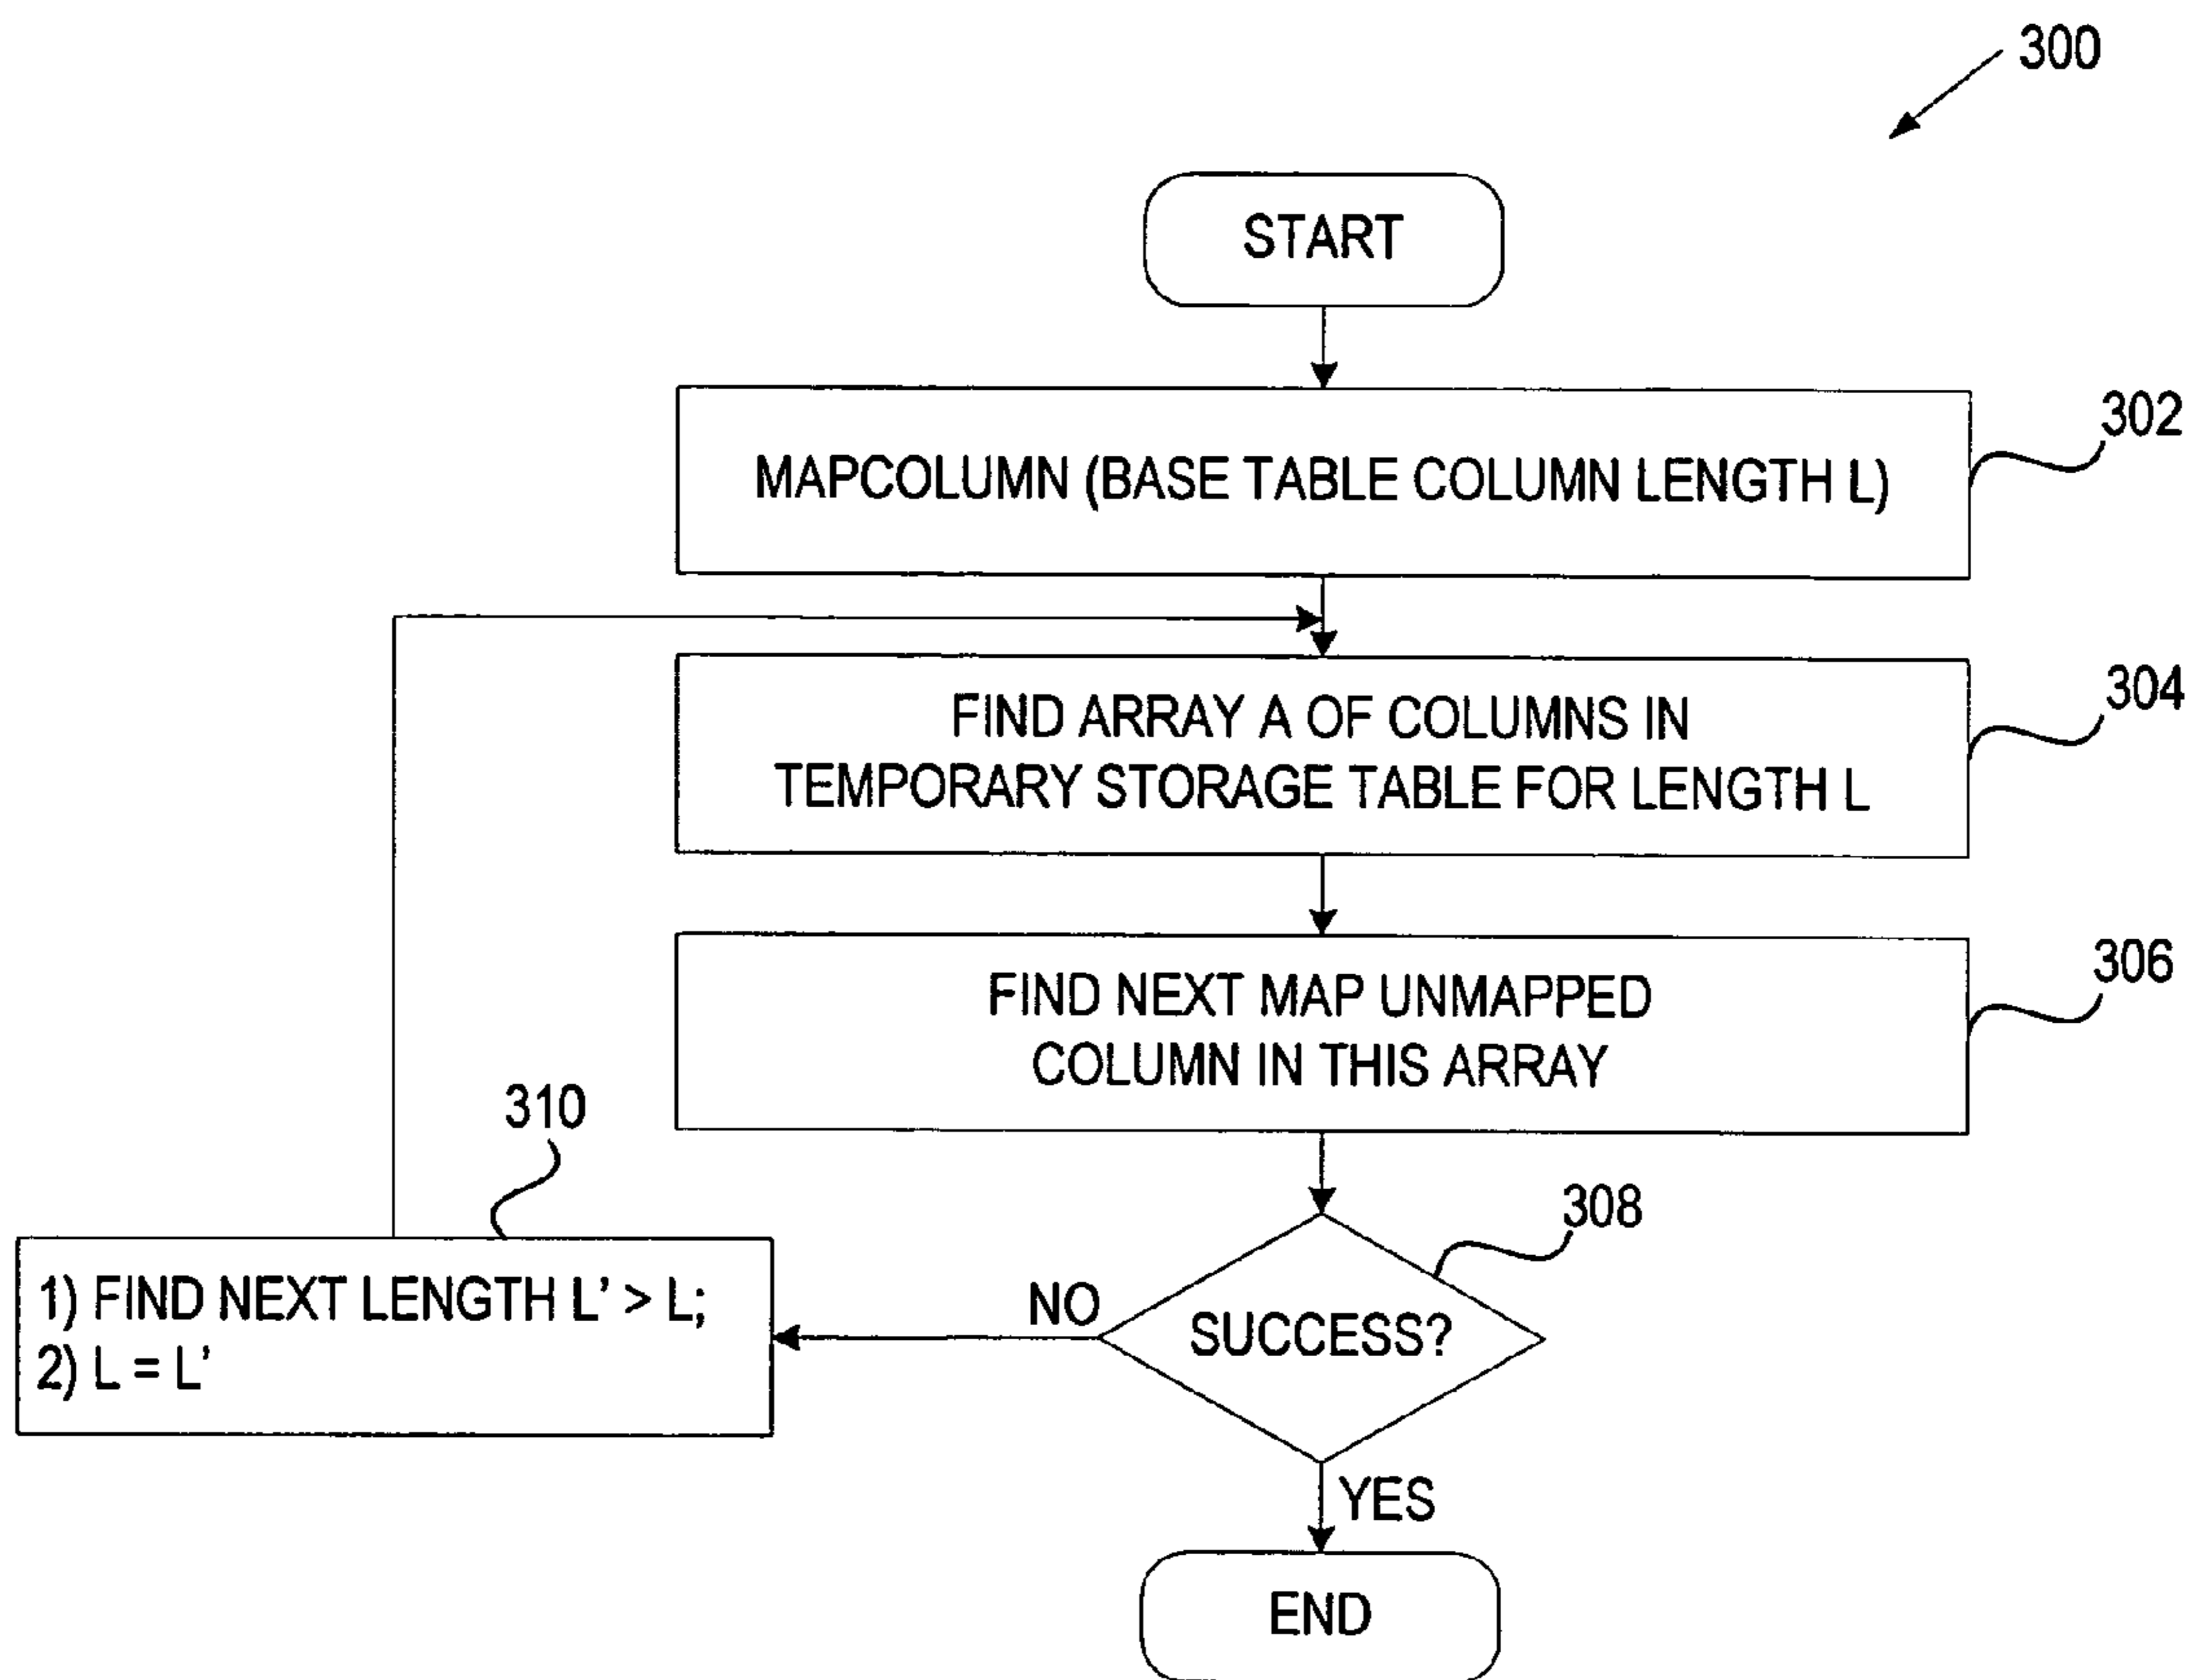 300
START
MAPCOLUMN (BASE TABLE COLUMN LENGTH L)
302
FIND ARRAY A OF COLUMNS IN
TEMPORARY STORAGE TABLE FOR LENGTH L
304
FIND NEXT MAP UNMAPPED
COLUMN IN THIS ARRAY
306
310
308
1) FIND NEXT LENGTH L' > L;
2) L = L'
NO
SUCCESS?
YES
END